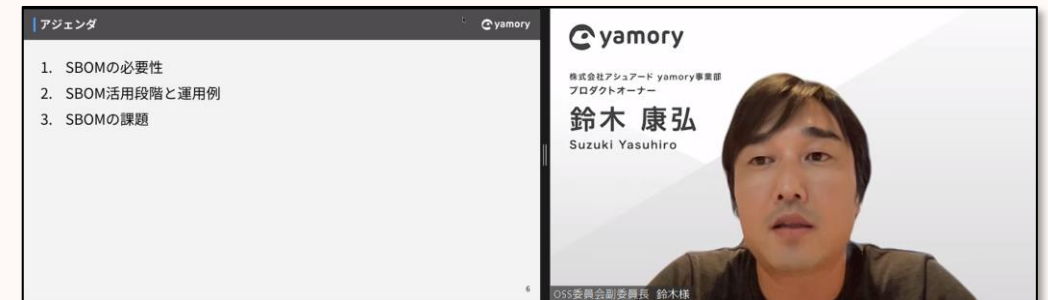 アジェンダ
yamory
1. SBOMの必要性
2. SBOM活用段階と運用例
3. SBOMの課題
6
yamory
株式会社アシュアード yamory事業部
プロダクトオーナー
鈴木 康弘
Suzuki Yasuhiro
OSS委員会副委員長 鈴木様